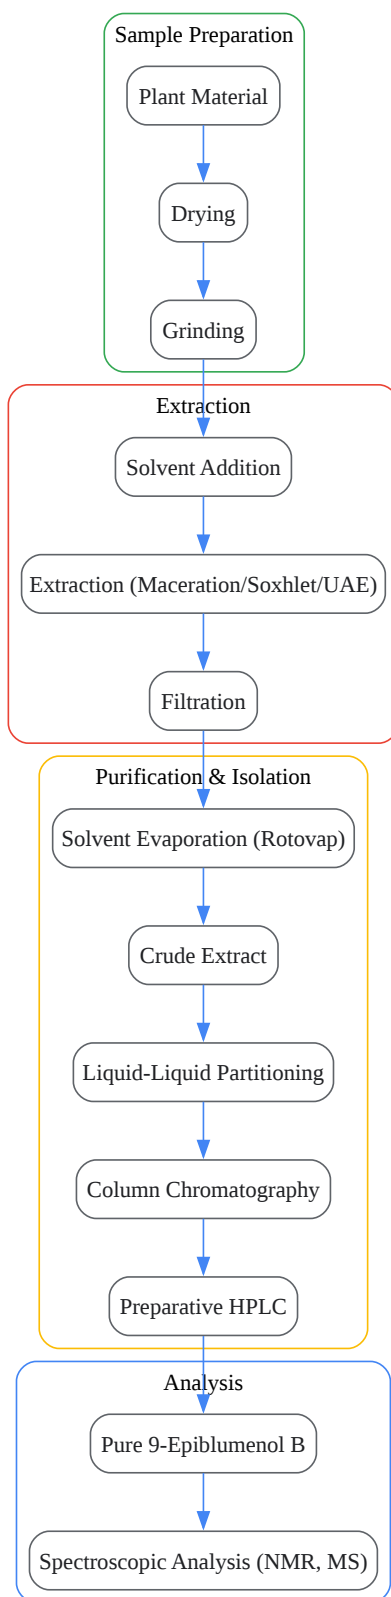 Sample Preparation
Plant Material
Drying
Grinding
Extraction
Solvent Addition
Extraction (Maceration/Soxhlet/UAE)
Filtration
Purification & Isolation
Solvent Evaporation (Rotovap)
Crude Extract
Liquid-Liquid Partitioning
Column Chromatography
Preparative HPLC
Analysis
Pure 9-Epiblumenol B
Spectroscopic Analysis (NMR, MS)